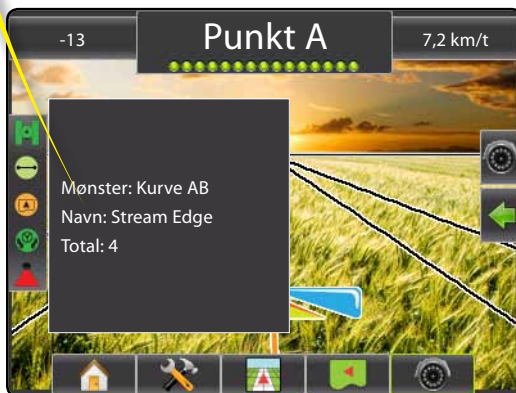 -13
Punkt A
7,2 km/t
Mønster: Kurve AB
Navn: Stream Edge
Total: 4